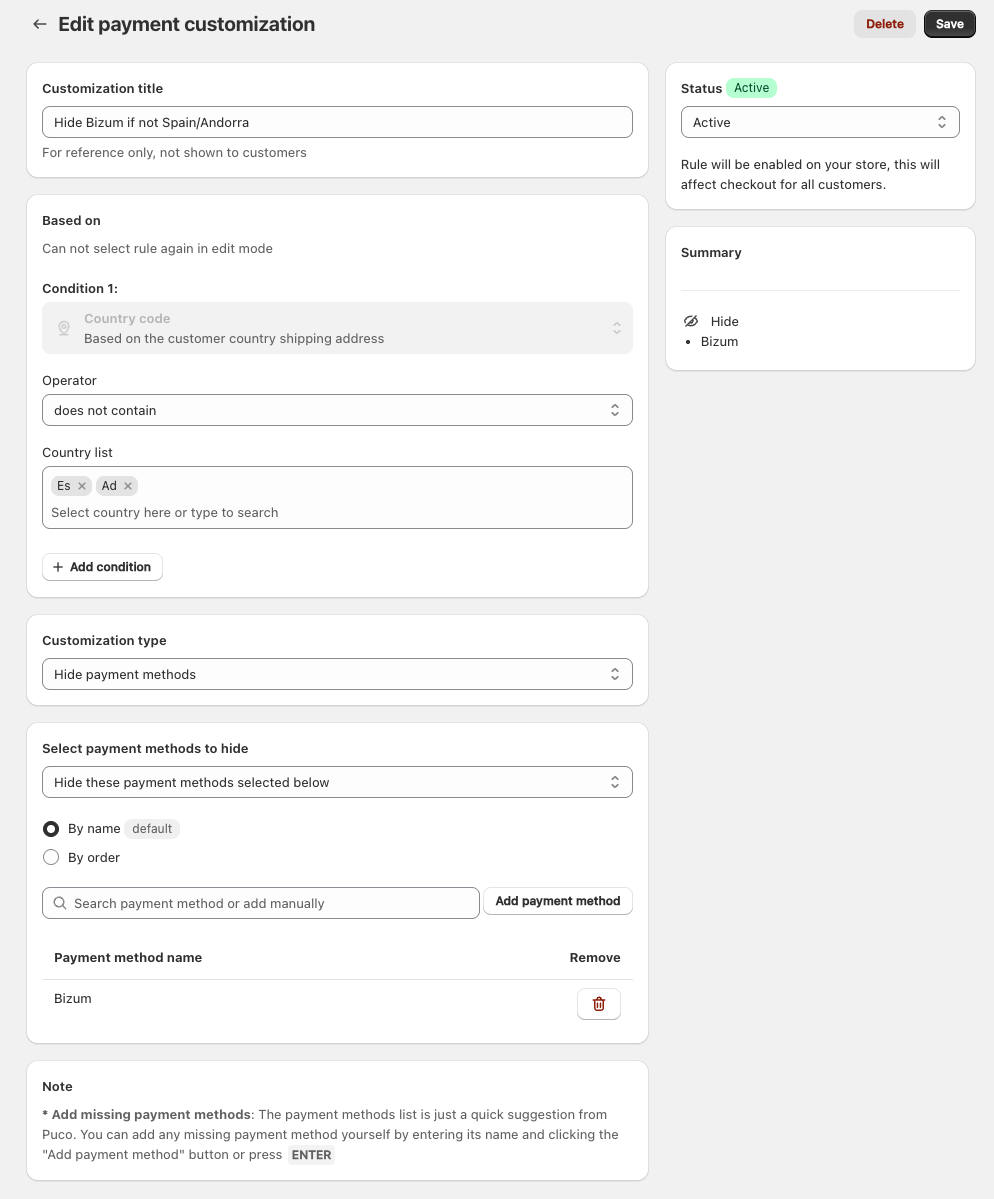 Edit payment customization
Delete
Save
Customization title
Hide Bizum if not Spain/Andorra
For reference only, not shown to customers
Status Active
Active
Rule will be enabled on your store, this will
affect checkout for all customers.
Summary
Hide
• Bizum
Based on
Can not select rule again in edit mode
Condition 1:
Country code
Based on the customer country shipping address
Operator
does not contain
Country list
Es Ad
Select country here or type to search
Add condition
Customization type
Hide payment methods
Select payment methods to hide
Hide these payment methods selected below
By name default
By order
Search payment method or add manually
Add payment method
Payment method name Remove
Bizum
Note
* Add missing payment methods: The payment methods list is just a quick suggestion from
Puco. You can add any missing payment method yourself by entering its name and clicking the
"Add payment method" button or press ENTER